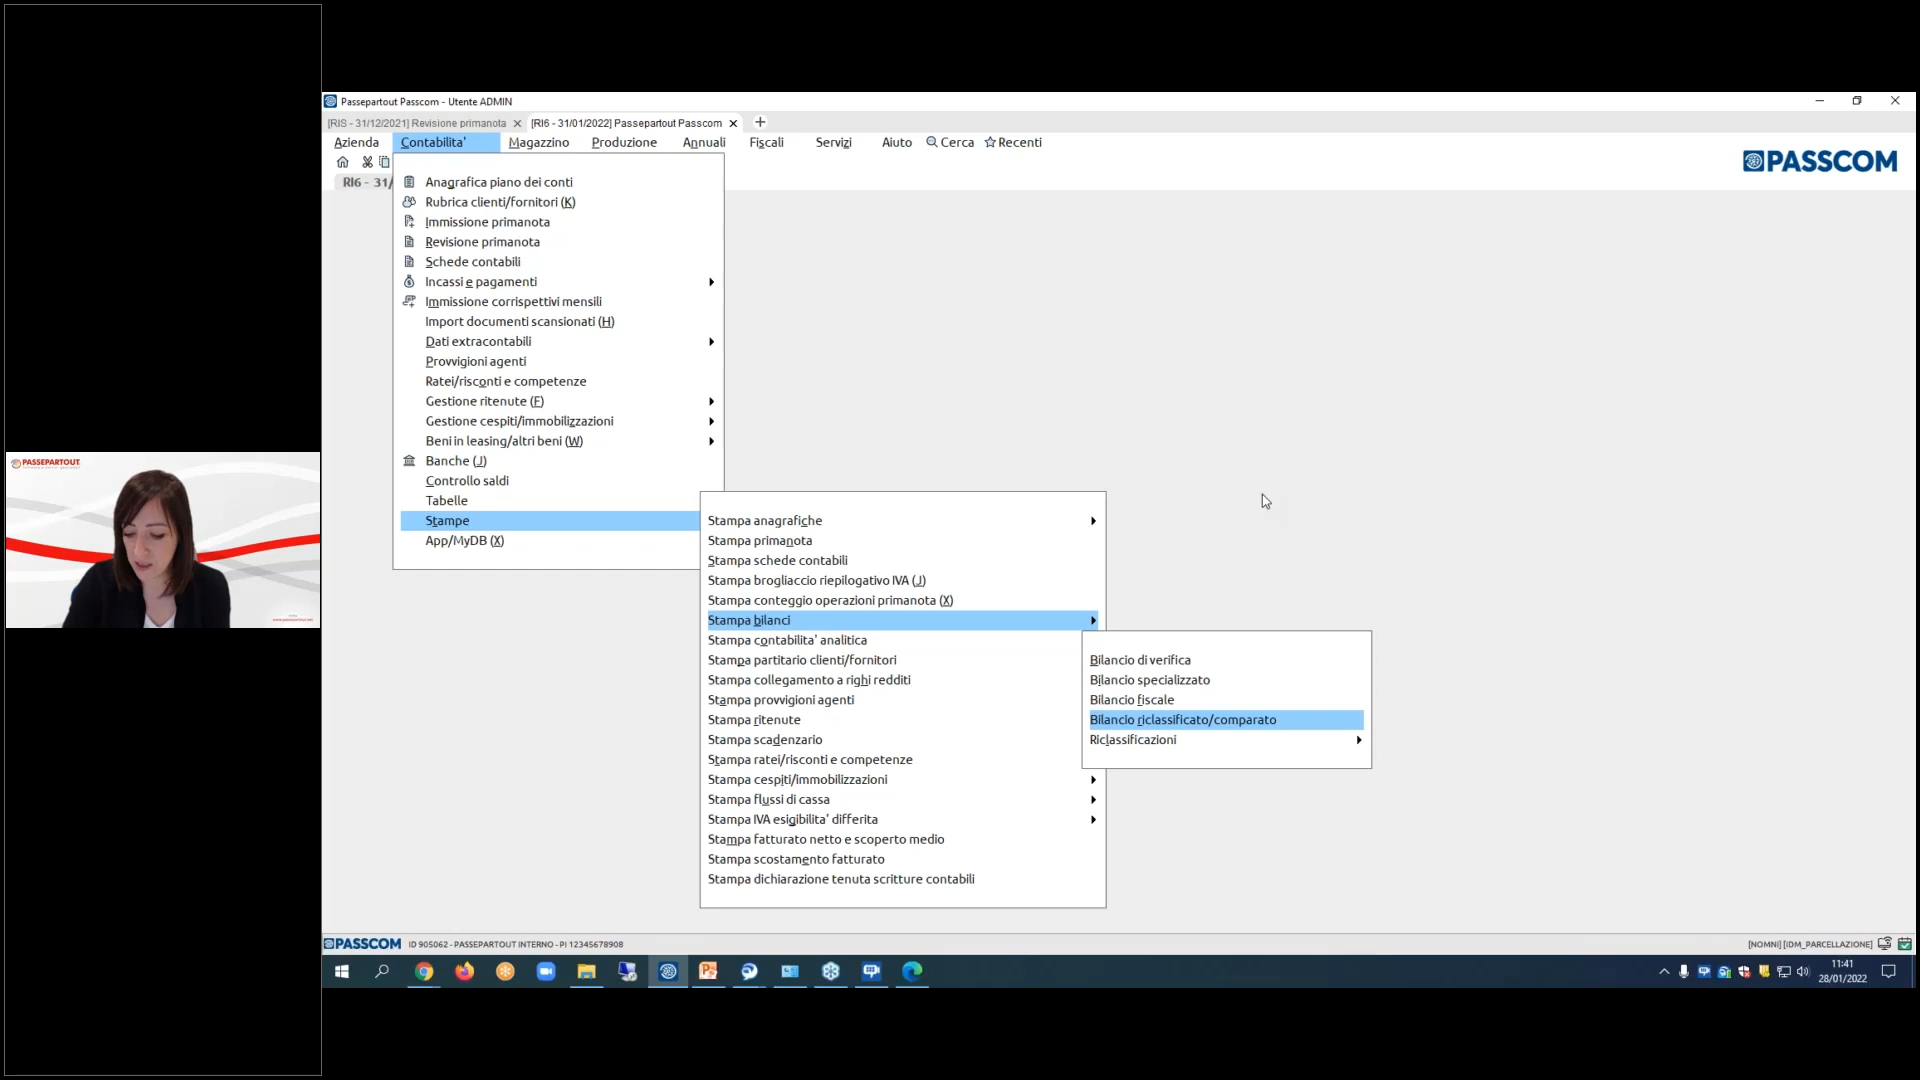 Passepartout Passcom - Utente ADMIN
[RIS - 31/12/2021] Revisione primanota
[RI6 - 31/01/2022] Passepartout Passcom
Azienda Contabilita' Magazzino Produzione Annuali Fiscali Servizi Aiuto Cerca Recenti
PASSCOM
RI6 - 31/
Anagrafica piano dei conti
Rubrica clienti/fornitori (K)
Immissione primanota
Revisione primanota
Schede contabili
Incassi e pagamenti
Immissione corrispettivi mensili
Import documenti scansionati (H)
Dati extracontabili
Provvigioni agenti
Ratei/risconti e competenze
Gestione ritenute (F)
Gestione cespiti/immobilizzazioni
Beni in leasing/altri beni (W)
Banche (J)
Controllo saldi
Tabelle
Stampe
App/MyDB (X)
Stampa anagrafiche
Stampa primanota
Stampa schede contabili
Stampa brogliaccio riepilogativo IVA (J)
Stampa conteggio operazioni primanota (X)
Stampa bilanci
Stampa contabilita' analitica
Stampa partitario clienti/fornitori
Stampa collegamento a righi redditi
Stampa provvigioni agenti
Stampa ritenute
Stampa scadenzario
Stampa ratei/risconti e competenze
Stampa cespiti/immobilizzazioni
Stampa flussi di cassa
Stampa IVA esigibilita' differita
Stampa fatturato netto e scoperto medio
Stampa scostamento fatturato
Stampa dichiarazione tenuta scritture contabili
Bilancio di verifica
Bilancio specializzato
Bilancio fiscale
Bilancio riclassificato/comparato
Riclassificazioni
PASSEPARTOUT
PASSCOM ID 905062 - PASSEPARTOUT INTERNO - PI 12345678908
[NOMNI] [IDM_PARCELLAZIONE]
11:41
28/01/2022